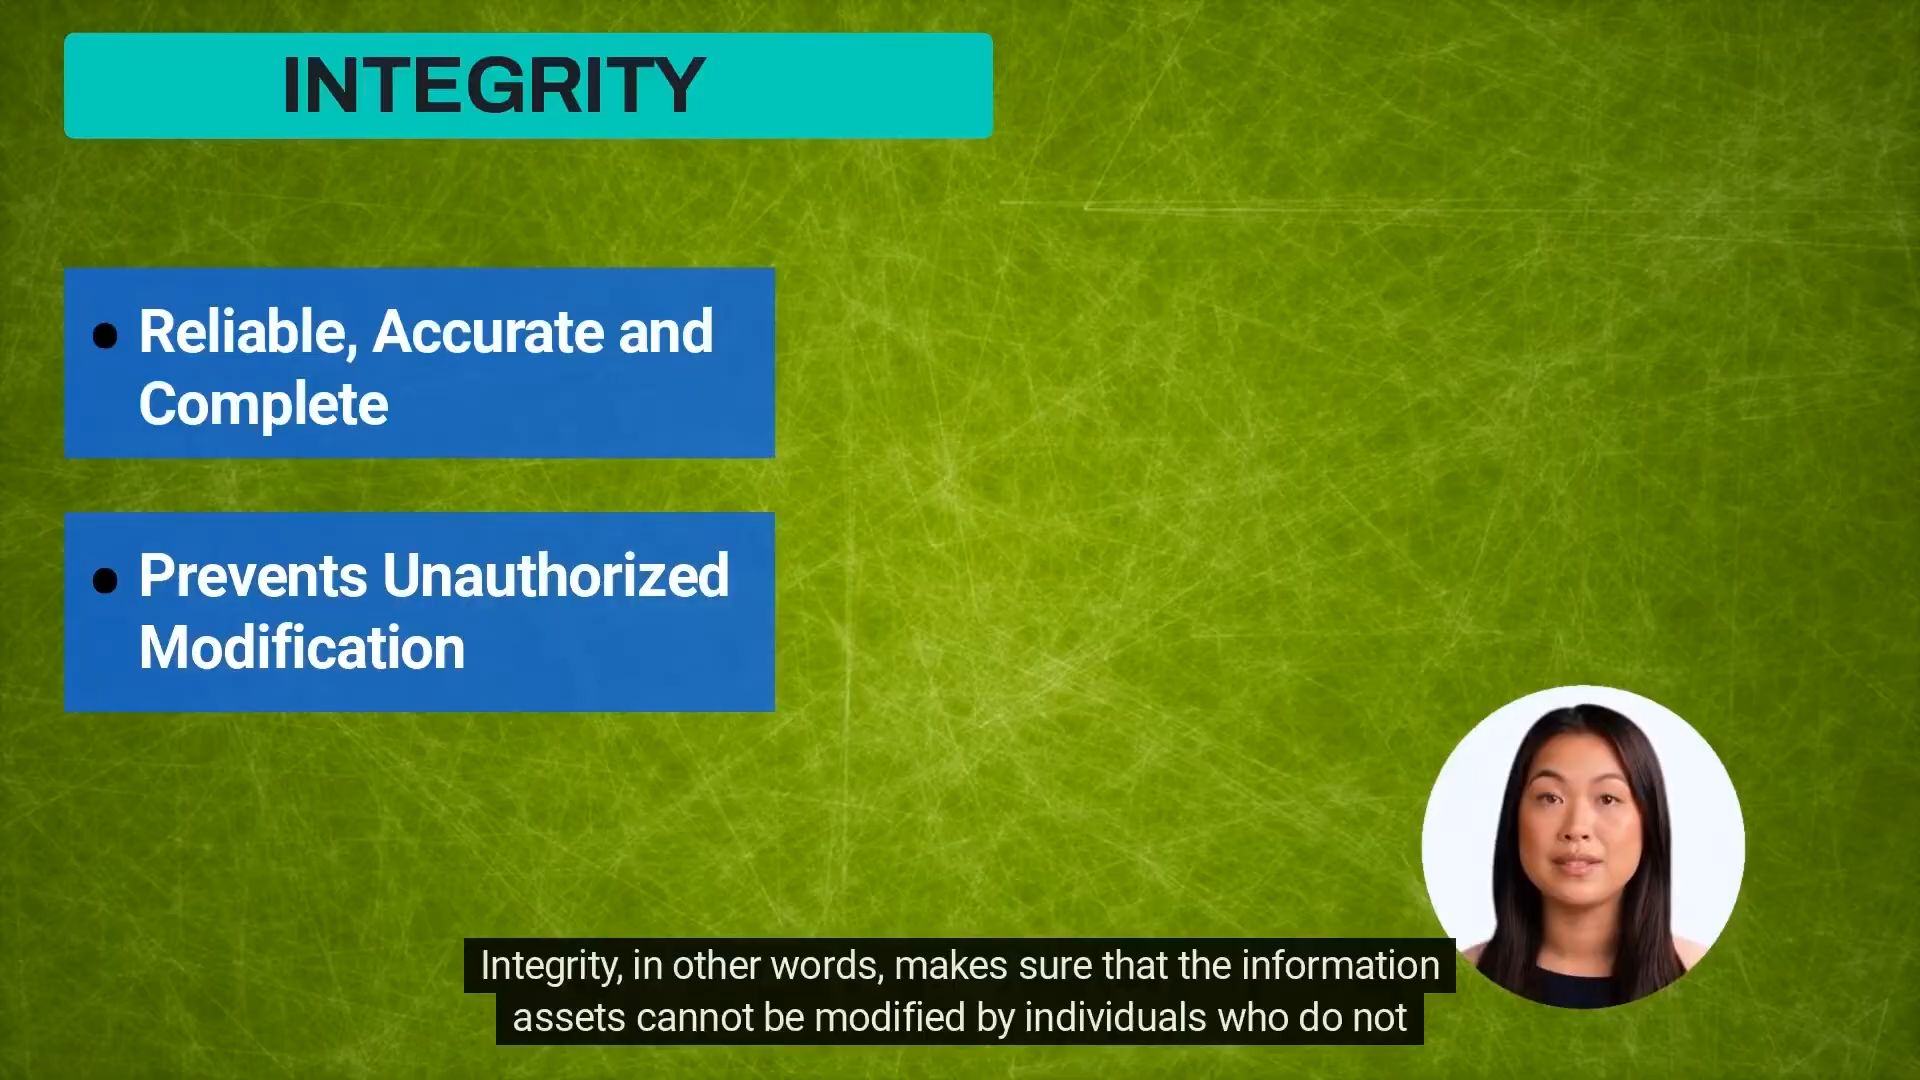 INTEGRITY
• Reliable, Accurate and
Complete
• Prevents Unauthorized
Modification
Integrity, in other words, makes sure that the information
assets cannot be modified by individuals who do not